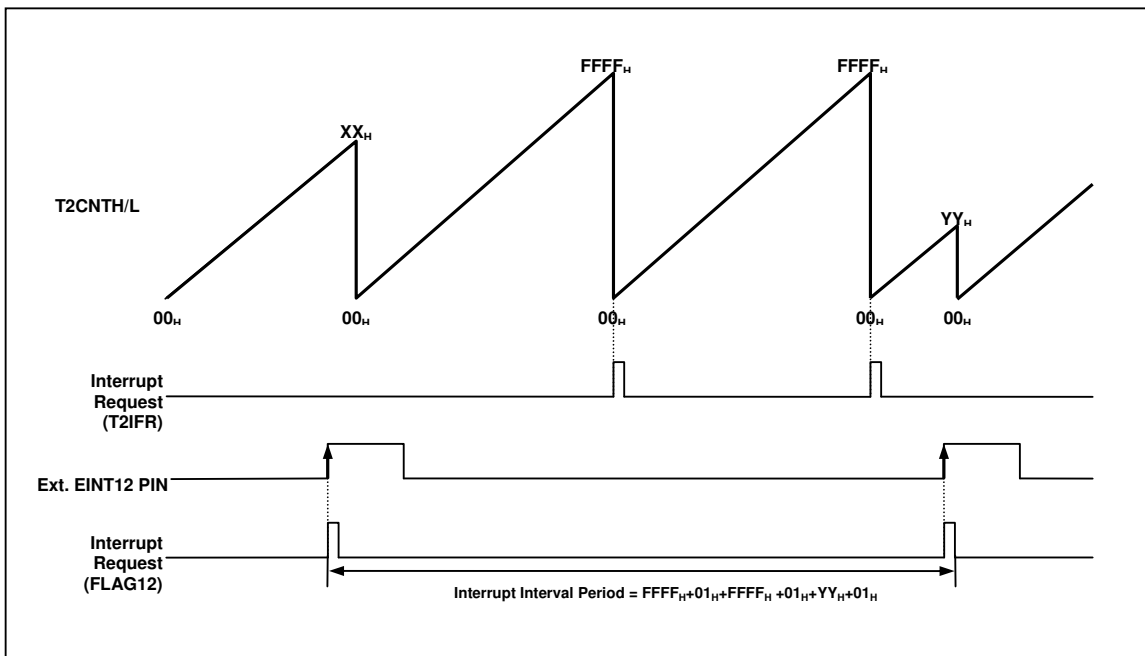 FFFFH FFFFH
XXH
T2CNTH/L
YYH
00H 00H 00H 00H 00H
Interrupt
Request
(T2IFR)
Ext. EINT12 PIN
Interrupt
Request
(FLAG12)
Interrupt Interval Period = FFFFH+01H+FFFFH +01H+YYH+01H